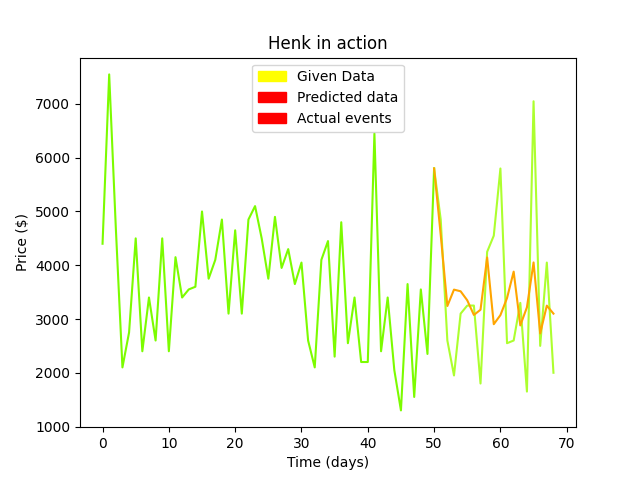 Henk in action
Given Data
Predicted data
Actual events
Price ($)
7000
6000
5000
4000
3000
2000
1000
0 10 20 30 40 50 60 70
Time (days)